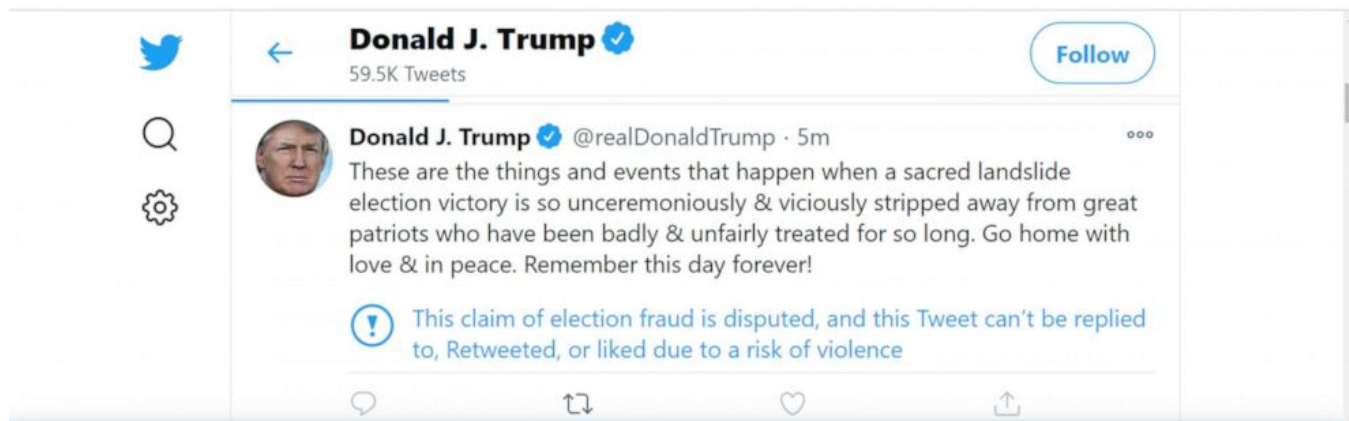 Donald J. Trump
59.5K Tweets
Follow
Donald J. Trump @realDonaldTrump · 5m
These are the things and events that happen when a sacred landslide
election victory is so unceremoniously & viciously stripped away from great
patriots who have been badly & unfairly treated for so long. Go home with
love & in peace. Remember this day forever!
This claim of election fraud is disputed, and this Tweet can't be replied
to, Retweeted, or liked due to a risk of violence